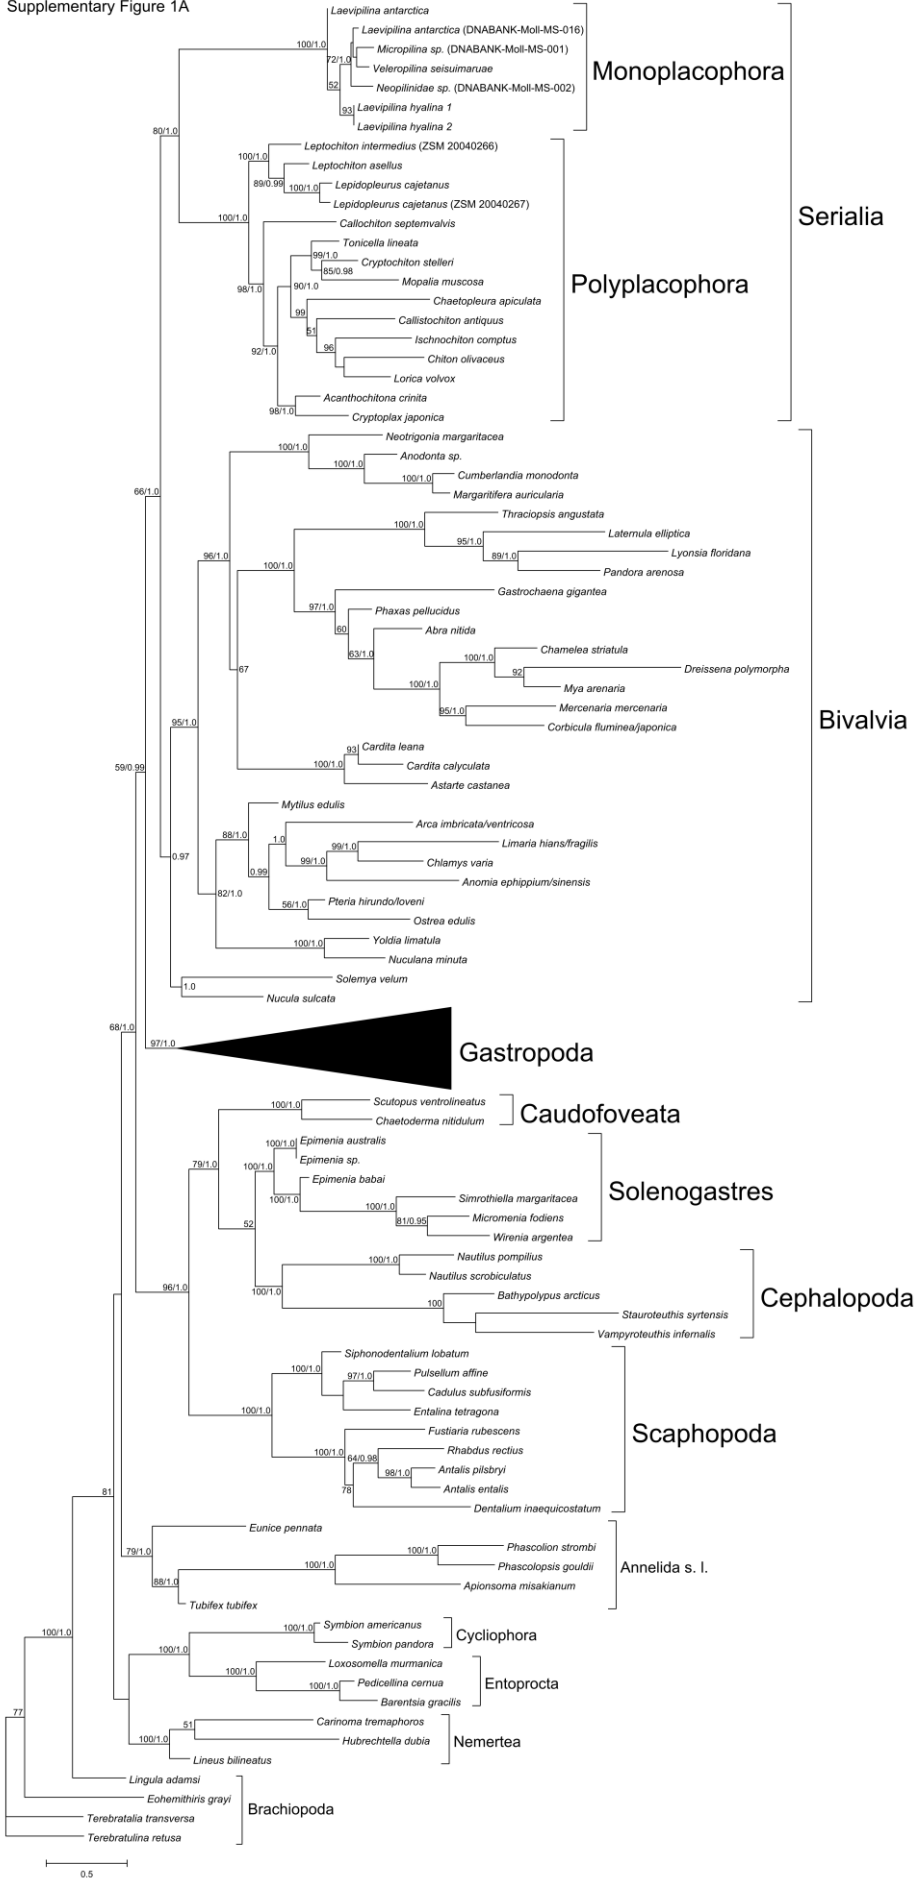 Supplementary Figure 1A
Laevipilina antarctica
Laevipilina antarctica (DNABANK-Moll-MS-016)
100/1.0
Micropilina sp. (DNABANK-Moll-MS-001)
72/1.0
Veleropilina seisuimaruae
Monoplacophora
52
Neopilinidae sp. (DNABANK-Moll-MS-002)
93
Laevipilina hyalina 1
Laevipilina hyalina 2
80/1.0
Leptochiton intermedius (ZSM 20040266)
100/1.0
Leptochiton asellus
89/0.99
100/1.0
Lepidopleurus cajetanus
Lepidopleurus cajetanus (ZSM 20040267)
100/1.0
Serialia
Callochiton septemvalvis
Tonicella lineata
99/1.0
Cryptochiton stelleri
85/0.98
Mopalia muscosa
98/1.0
90/1.0
Polyplacophora
Chaetopleura apiculata
99
Callistochiton antiquus
51
Ischnochiton comptus
96
92/1.0
Chiton olivaceus
Lorica volvox
Acanthochitona crinita
98/1.0
Cryptoplax japonica
Neotrigonia margaritacea
100/1.0
Anodonta sp.
100/1.0
Cumberlandia monodonta
100/1.0
Margaritifera auricularia
66/1.0
Thraciopsis angustata
100/1.0
Laternula elliptica
95/1.0
Lyonsia floridana
89/1.0
96/1.0
100/1.0
Pandora arenosa
Gastrochaena gigantea
97/1.0
Phaxas pellucidus
60
Abra nitida
63/1.0
Chamelea striatula
100/1.0
67
Dreissena polymorpha
92
100/1.0
Mya arenaria
Mercenaria mercenaria
95/1.0
Corbicula fluminea/japonica
95/1.0
Bivalvia
Cardita leana
93
100/1.0
Cardita calyculata
59/0.99
Astarte castanea
Mytilus edulis
Arca imbricata/ventricosa
88/1.0
1.0
Limaria hians/fragilis
99/1.0
0.97
99/1.0
Chlamys varia
0.99
Anomia ephippium/sinensis
82/1.0
Pteria hirundo/loveni
56/1.0
Ostrea edulis
Yoldia limatula
100/1.0
Nuculana minuta
Solemya velum
1.0
Nucula sulcata
68/1.0
97/1.0
Gastropoda
Scutopus ventrolineatus
100/1.0
Caudofoveata
Chaetoderma nitidulum
Epimenia australis
100/1.0
Epimenia sp.
79/1.0
100/1.0
Epimenia babai
Solenogastres
100/1.0
Simrothiella margaritacea
100/1.0
Micromenia fodiens
81/0.95
52
Wirenia argentea
Nautilus pompilius
100/1.0
Nautilus scrobiculatus
96/1.0
100/1.0
Bathypolypus arcticus
Cephalopoda
100
Stauroteuthis syrtensis
Vampyroteuthis infernalis
Siphonodentalium lobatum
100/1.0
Pulsellum affine
97/1.0
Cadulus subfusiformis
100/1.0
Entalina tetragona
Fustiaria rubescens
Scaphopoda
100/1.0
Rhabdus rectius
64/0.98
Antalis pilsbryi
98/1.0
78
Antalis entalis
Dentalium inaequicostatum
81
Eunice pennata
Phascolion strombi
100/1.0
79/1.0
100/1.0
Phascolopsis gouldii
Annelida s. l.
88/1.0
Apionsoma misakianum
Tubifex tubifex
Symbion americanus
100/1.0
Cycliophora
100/1.0
Symbion pandora
100/1.0
Loxosomella murmanica
100/1.0
Pedicellina cernua
Entoprocta
100/1.0
Barentsia gracilis
77
Carinoma tremaphoros
51
100/1.0
Hubrechtella dubia
Nemertea
Lineus bilineatus
Lingula adamsi
Eohemithiris grayi
Brachiopoda
Terebratalia transversa
Terebratulina retusa
0.5